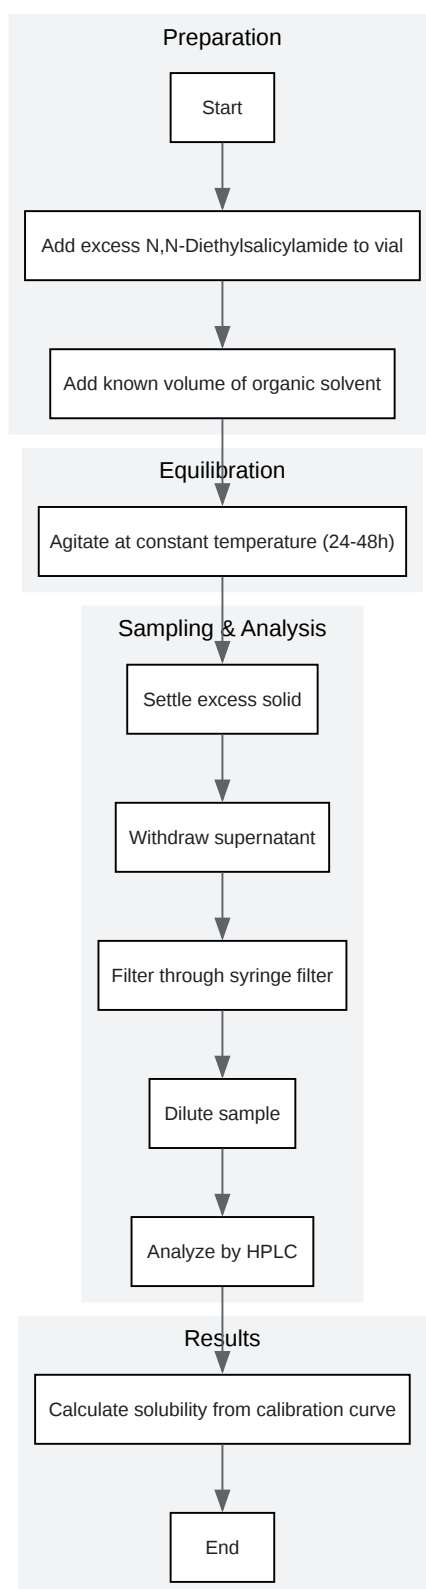 Preparation
Start
Add excess N,N-Diethylsalicylamide to vial
Add known volume of organic solvent
Equilibration
Agitate at constant temperature (24-48h)
Sampling & Analysis
Settle excess solid
Withdraw supernatant
Filter through syringe filter
Dilute sample
Analyze by HPLC
Results
Calculate solubility from calibration curve
End